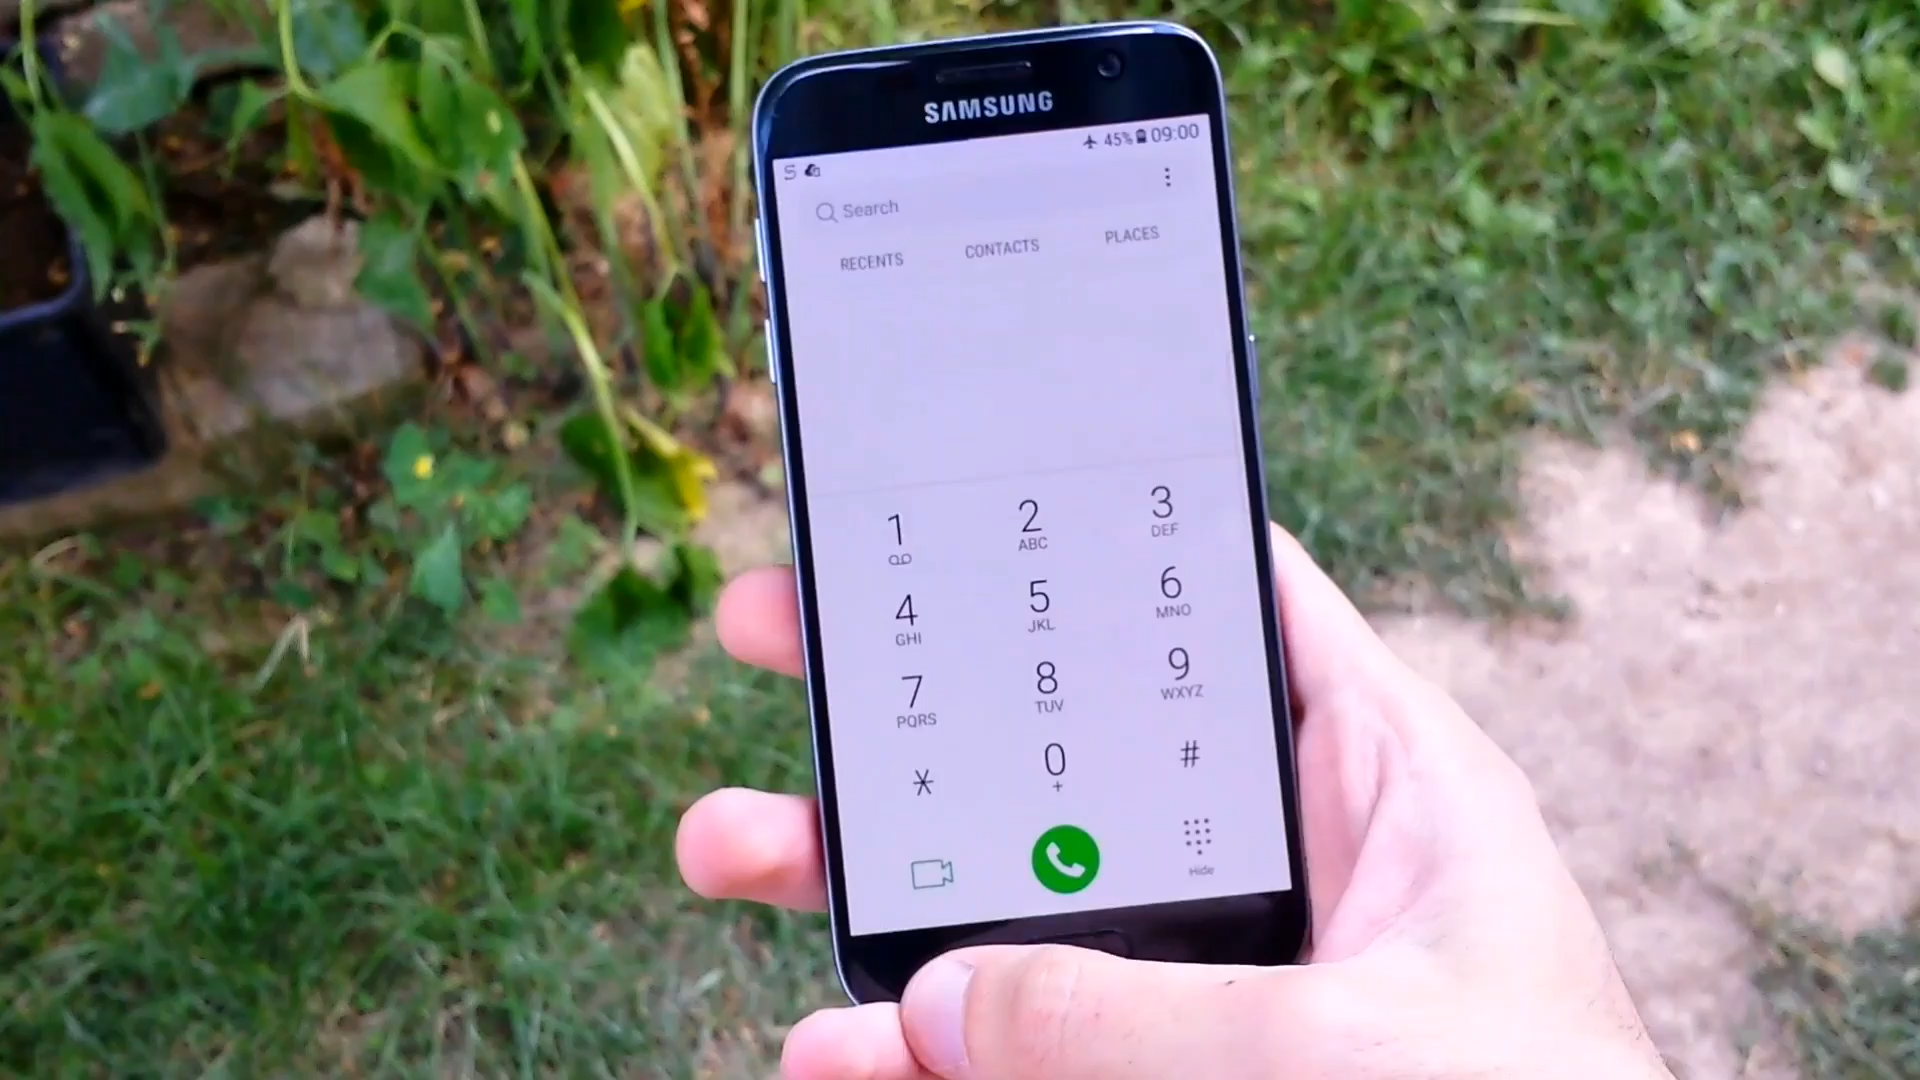 SAMSUNG
45% 09:00
Search
RECENTS CONTACTS PLACES
1 2 3
ABC DEF
4 5 6
GHI JKL MNO
7 8 9
PQRS TUV WXYZ
* 0 #
+
Hide